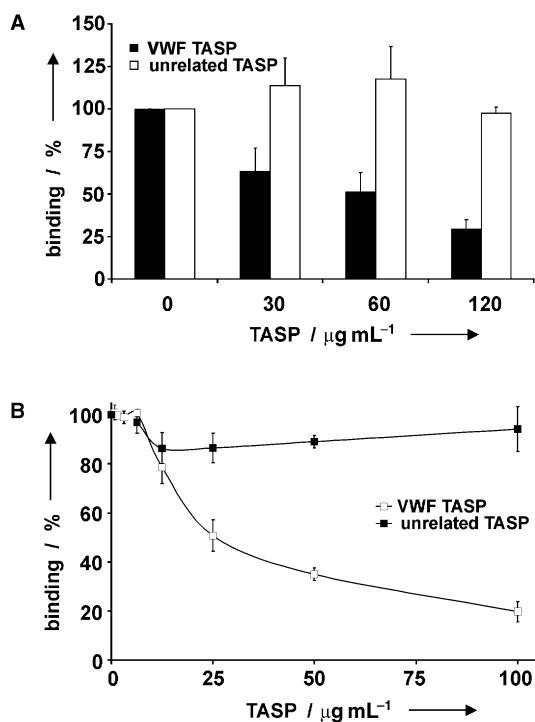 A
VWF TASP
unrelated TASP
binding / %
150
125
100
75
50
25
0
0 30 60 120
TASP / μg mL⁻¹
B
binding / %
100
80
60
40
20
0
VWF TASP
unrelated TASP
0 25 50 75 100
TASP / μg mL⁻¹